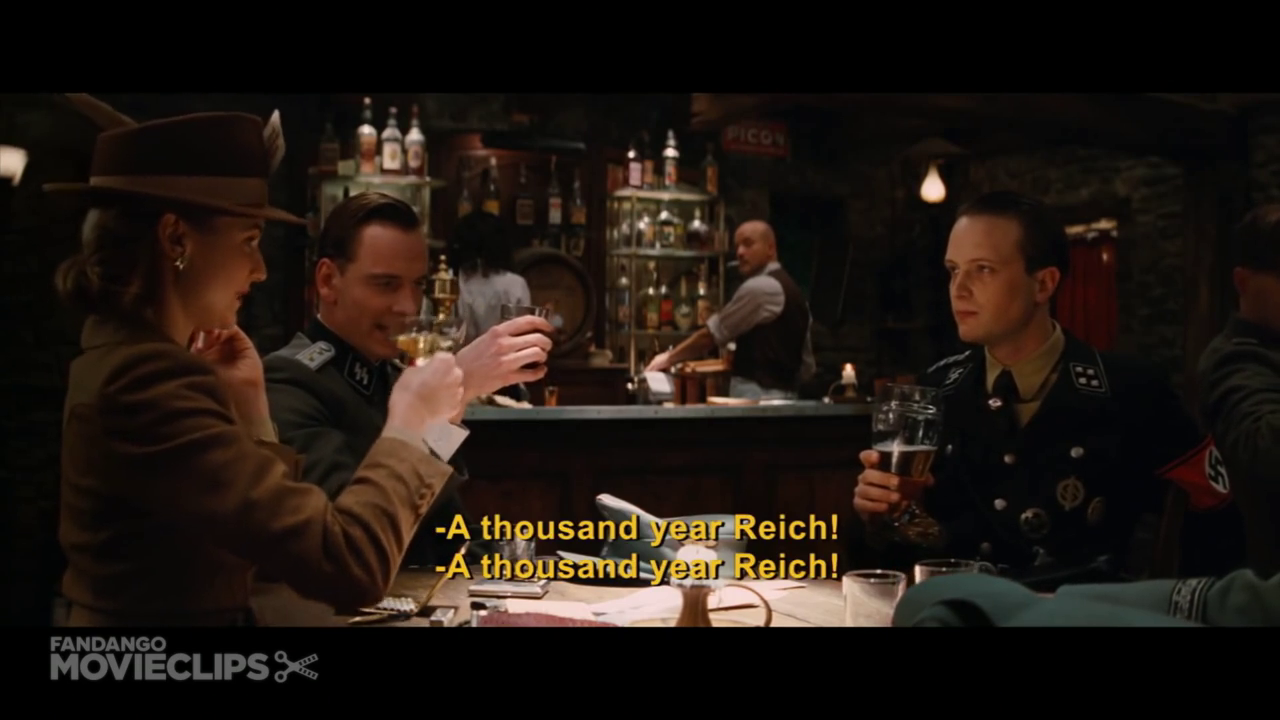 PICON
-A thousand year Reich!
-A thousand year Reich!
FANDANGO
MOVIECLIPS